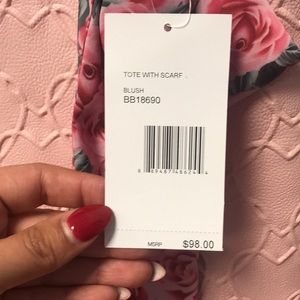 TOTE WITH SCARF
BLUSH
BB18690
MSRP $98.00